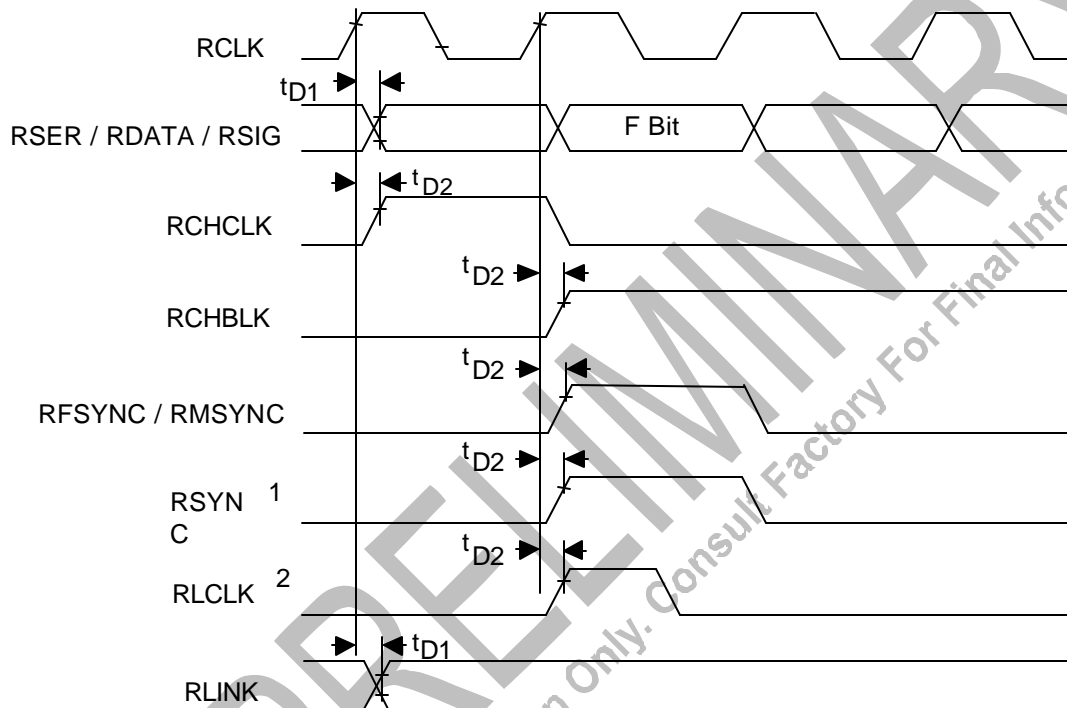 RCLK
tD1
RSER / RDATA / RSIG
F Bit
tD2
RCHCLK
tD2
RCHBLK
tD2
RFSYNC / RMSYNC
tD2
RSYN 1
C
tD2
RLCLK 2
tD1
RLINK
PRELIMINARY
n Only. Consult Factory For Final Info